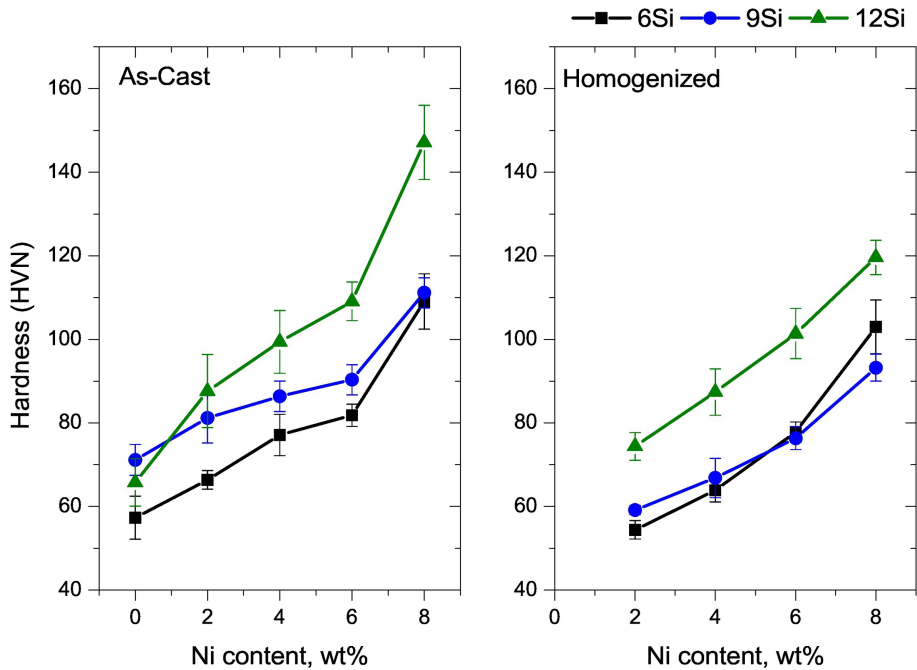 6Si 9Si 12Si
As-Cast
Homogenized
160
140
120
100
80
60
40
160
140
120
100
80
60
40
Hardness (HVN)
0 2 4 6 8
0 2 4 6 8
Ni content, wt%
Ni content, wt%